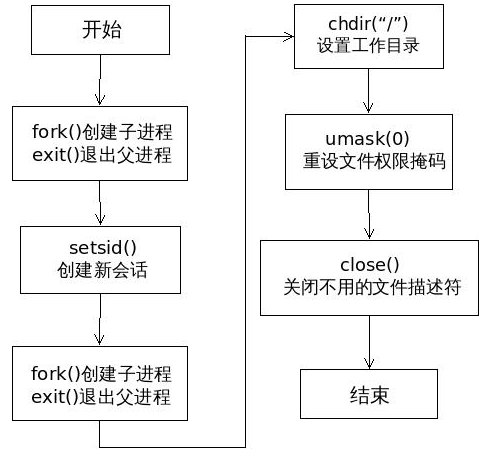 开始
fork()创建子进程
exit()退出父进程
setsid()
创建新会话
fork()创建子进程
exit()退出父进程
chdir(“/”)
设置工作目录
umask(0)
重设文件权限掩码
close()
关闭不用的文件描述符
结束